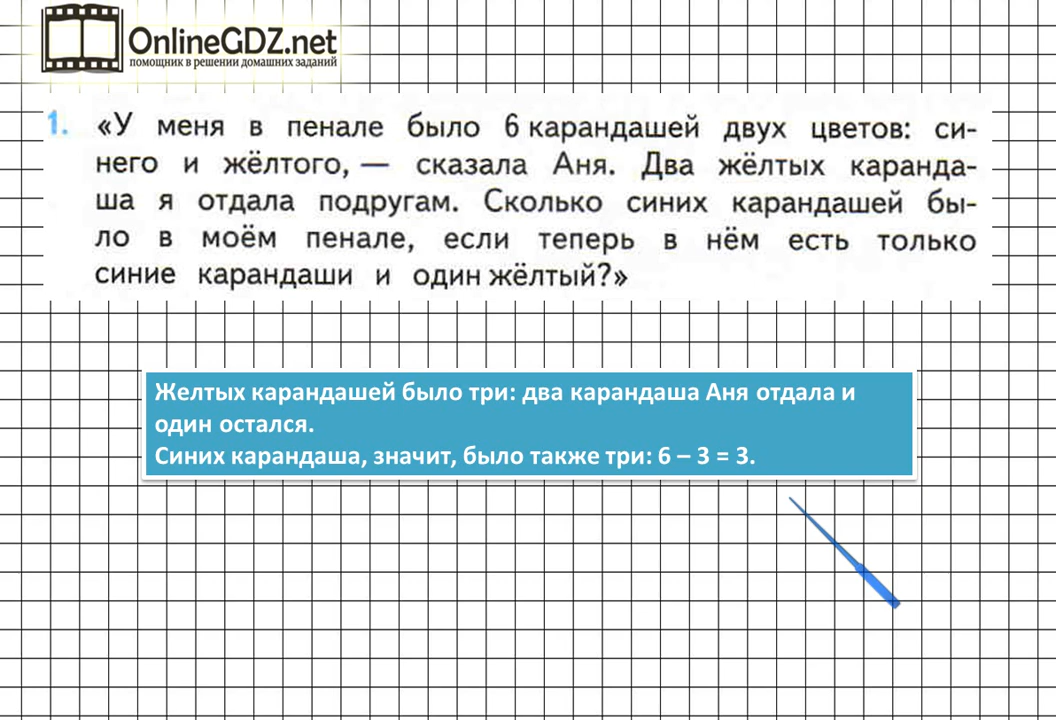 OnlineGDZ.net
помощник в решении домашних заданий
1. «У меня в пенале было 6 карандашей двух цветов: си-
него и жёлтого, — сказала Аня. Два жёлтых каранда-
ша я отдала подругам. Сколько синих карандашей бы-
ло в моём пенале, если теперь в нём есть только
синие карандаши и один жёлтый?»
Желтых карандашей было три: два карандаша Аня отдала и
один остался.
Синих карандаша, значит, было также три: 6 – 3 = 3.